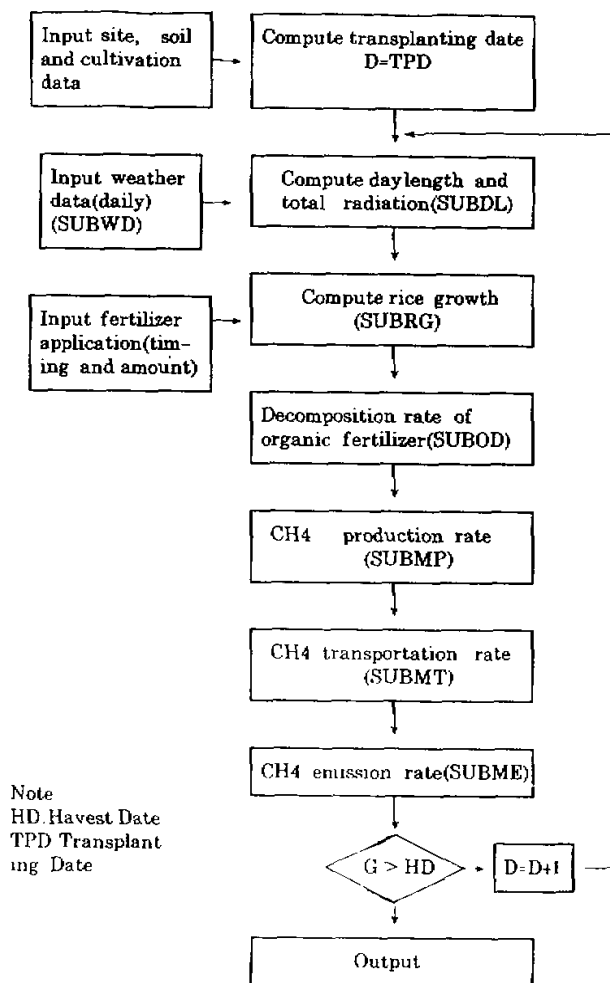 Input site, soil
and cultivation
data
Compute transplanting date
D=TPD
Input weather
data(daily)
(SUBWD)
Compute daylength and
total radiation(SUBDL)
Input fertilizer
application(tim-
ing and amount)
Compute rice growth
(SUBRG)
Decomposition rate of
organic fertilizer(SUBOD)
CH4 production rate
(SUBMP)
CH4 transportation rate
(SUBMT)
CH4 emission rate(SUBME)
Note
HD.Havest Date
TPD Transplant
ing Date
G > HD
D=D+1
Output